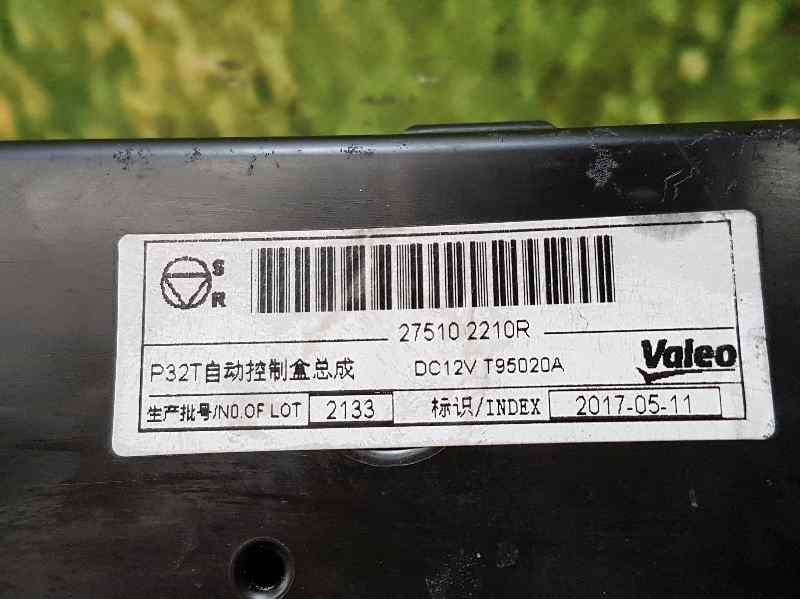 S
R
27510 2210R
P32T自动控制盒总成 DC12V T95020A Valeo
生产批号/NO.OF LOT 2133 标识/INDEX 2017-05-11